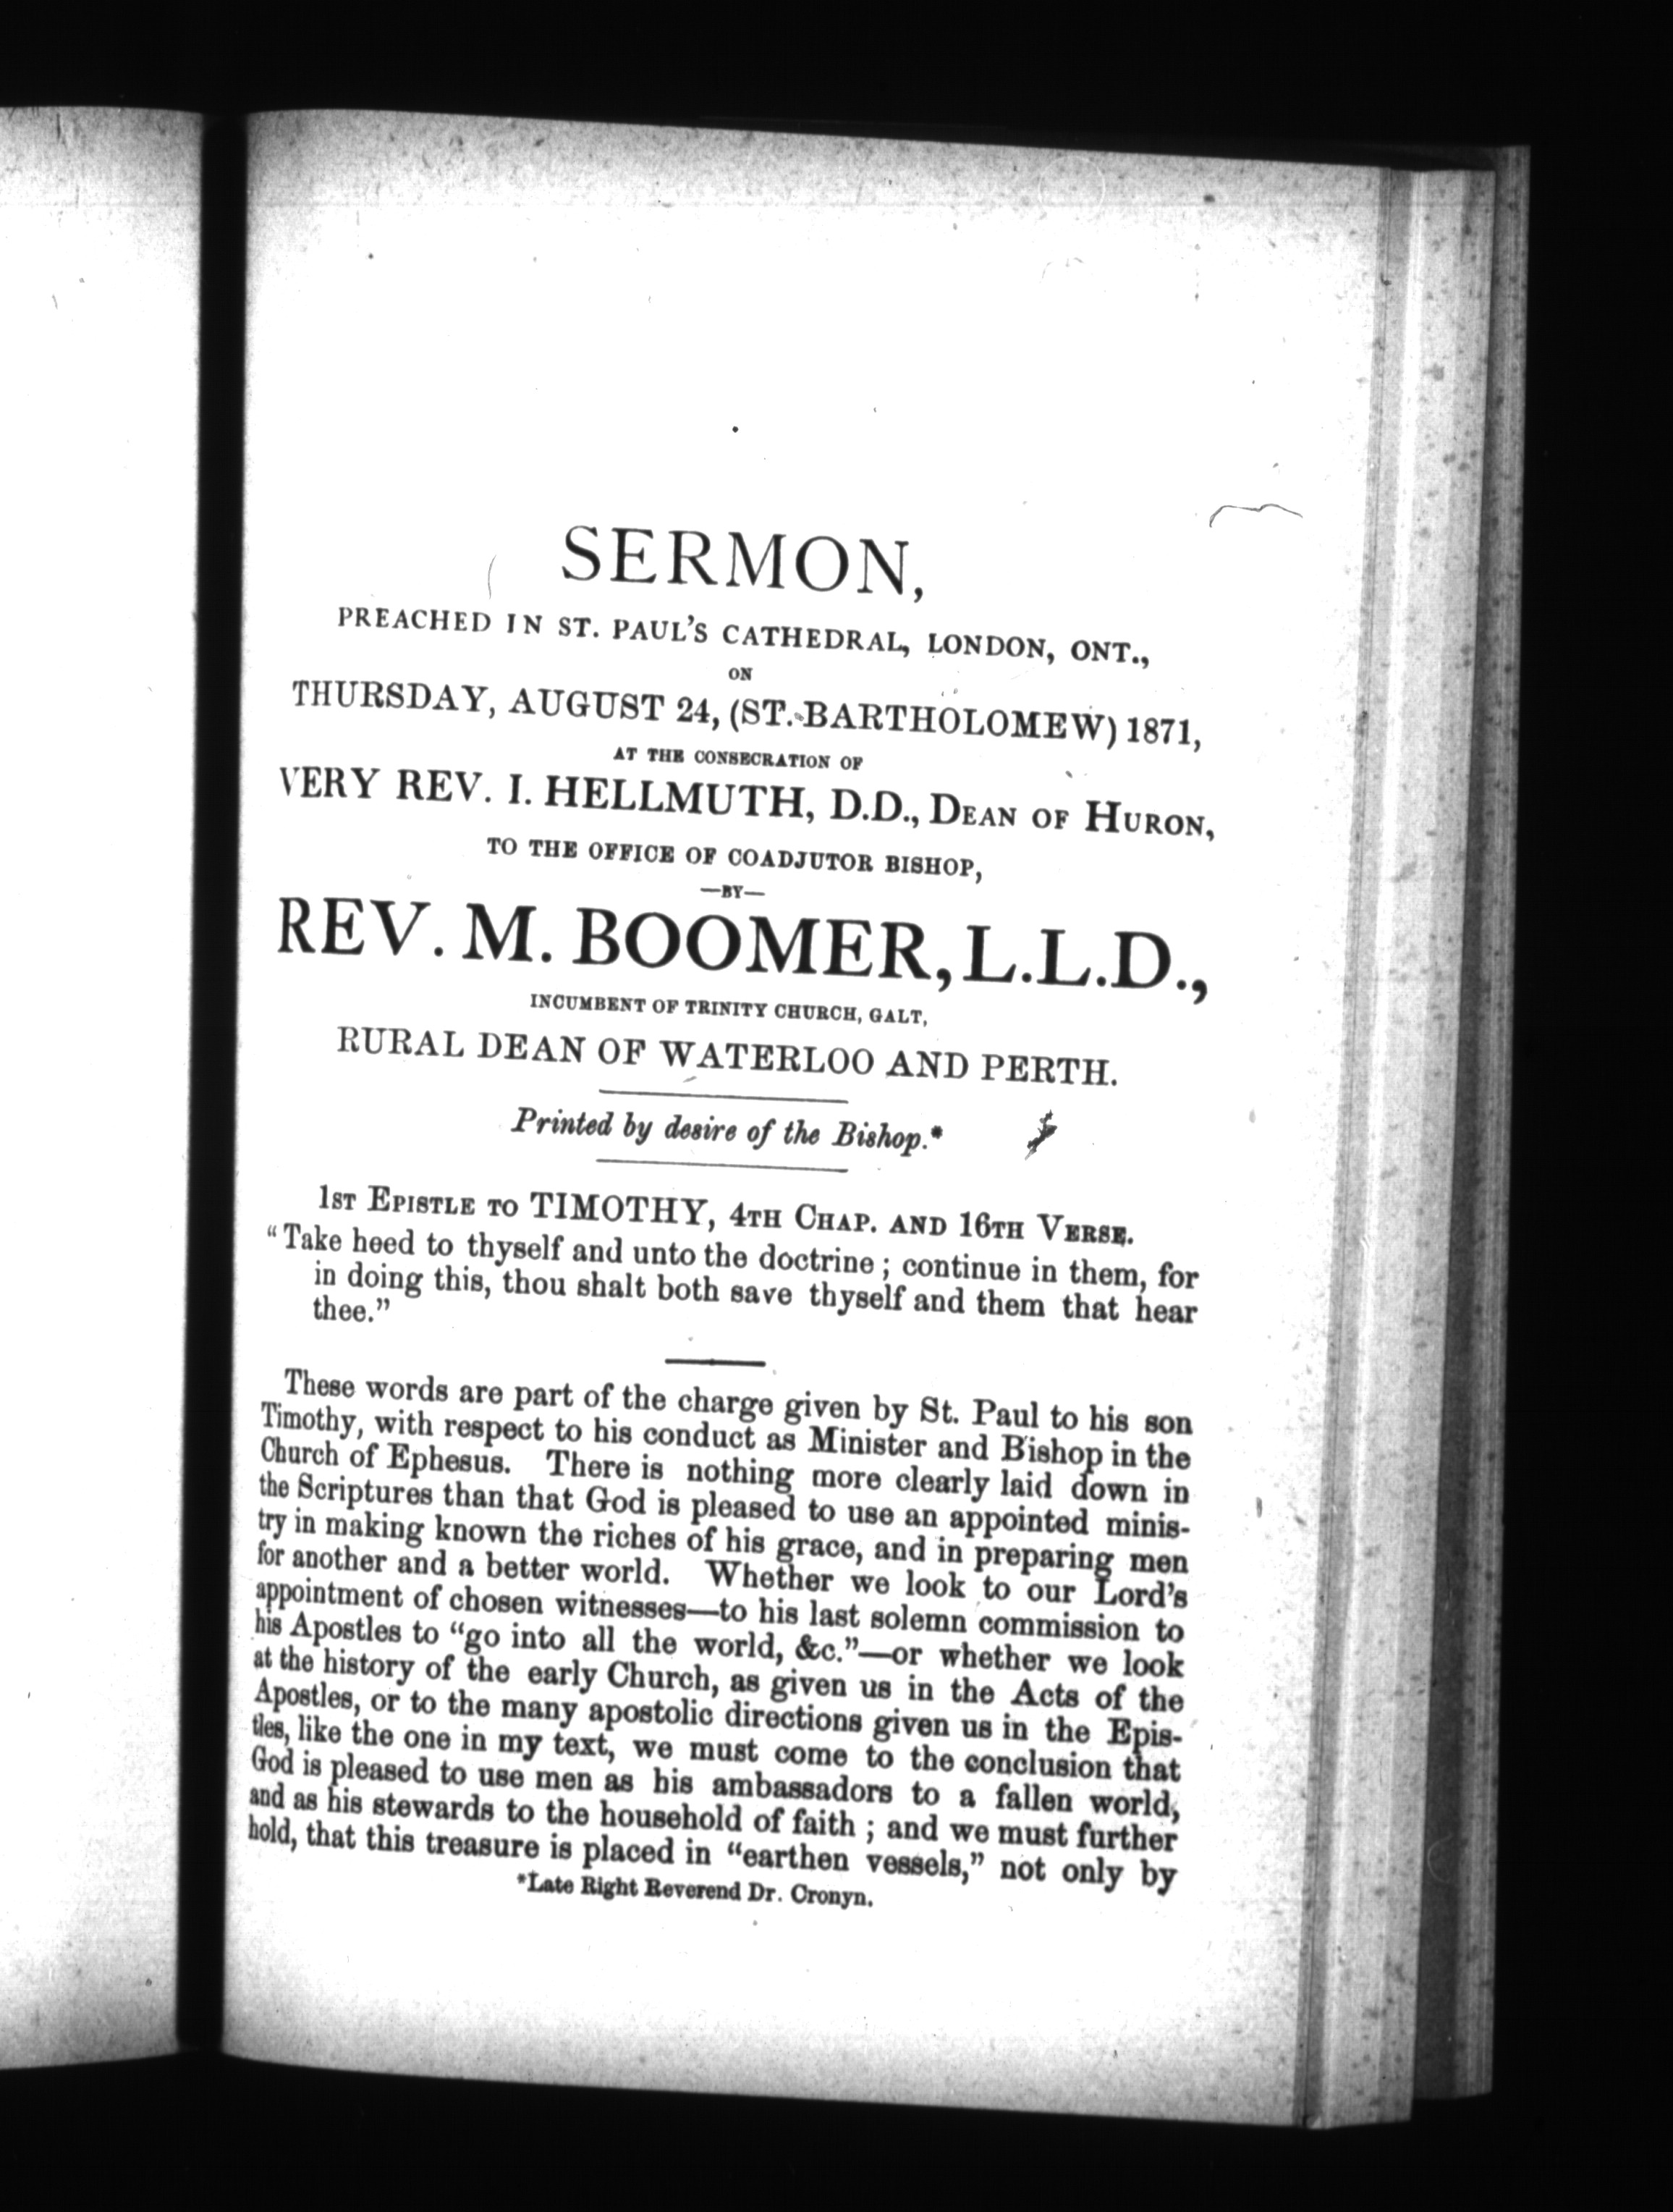 SERMON,
PREACHED IN ST. PAUL'S CATHEDRAL, LONDON, ONT.,
ON
THURSDAY, AUGUST 24, (ST. BARTHOLOMEW) 1871,
AT THE CONSECRATION OF
VERY REV. I. HELLMUTH, D.D., DEAN OF HURON,
TO THE OFFICE OF COADJUTOR BISHOP,
—BY—
REV. M. BOOMER, L.L.D.,
INCUMBENT OF TRINITY CHURCH, GALT,
RURAL DEAN OF WATERLOO AND PERTH.
Printed by desire of the Bishop.*
1ST EPISTLE TO TIMOTHY, 4TH CHAP. AND 16TH VERSE.
"Take heed to thyself and unto the doctrine; continue in them, for
in doing this, thou shalt both save thyself and them that hear
thee."
These words are part of the charge given by St. Paul to his son
Timothy, with respect to his conduct as Minister and Bishop in the
Church of Ephesus. There is nothing more clearly laid down in
the Scriptures than that God is pleased to use an appointed minis-
try in making known the riches of his grace, and in preparing men
for another and a better world. Whether we look to our Lord's
appointment of chosen witnesses—to his last solemn commission to
his Apostles to "go into all the world, &c."—or whether we look
at the history of the early Church, as given us in the Acts of the
Apostles, or to the many apostolic directions given us in the Epis-
tles, like the one in my text, we must come to the conclusion that
God is pleased to use men as his ambassadors to a fallen world,
and as his stewards to the household of faith; and we must further
hold, that this treasure is placed in "earthen vessels," not only by
*Late Right Reverend Dr. Cronyn.